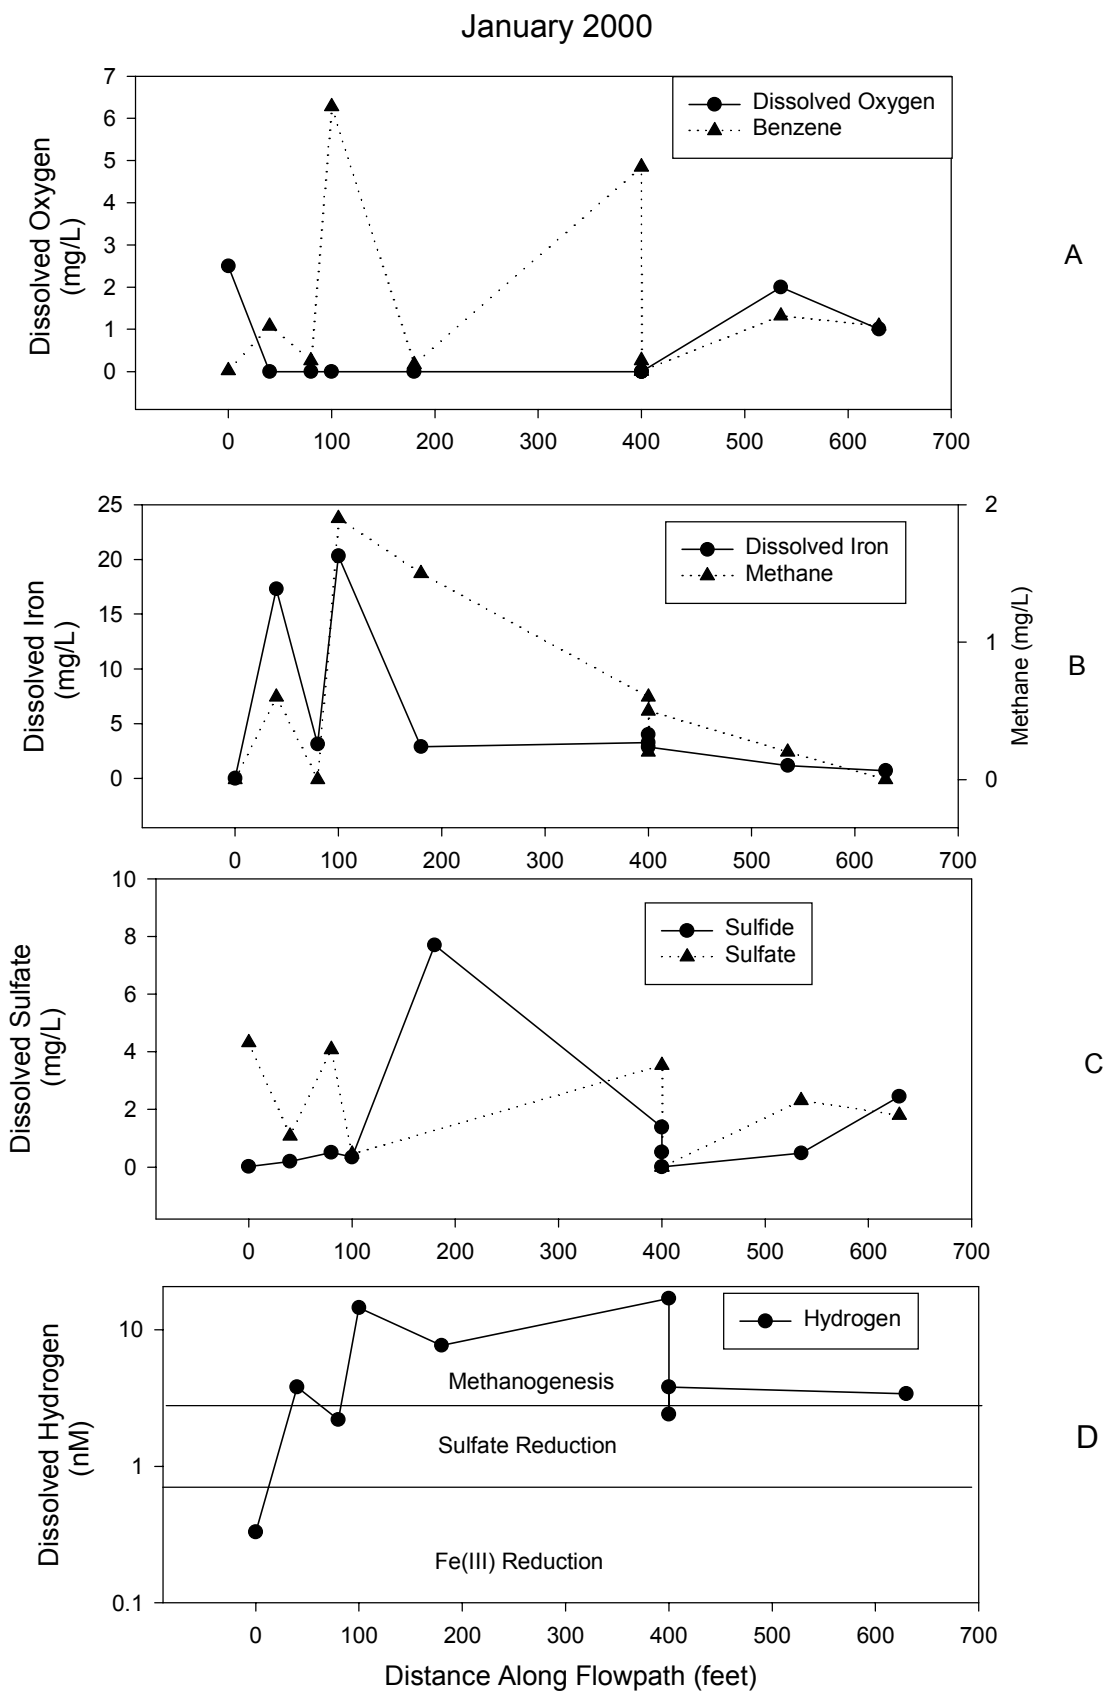 January 2000
7
6
5
4
3
2
1
0
Dissolved Oxygen
(mg/L)
Dissolved Oxygen
Benzene
A
0 100 200 300 400 500 600 700
25
20
15
10
5
0
Dissolved Iron
(mg/L)
Dissolved Iron
Methane
2
1
0
Methane (mg/L)
B
0 100 200 300 400 500 600 700
10
8
6
4
2
0
Dissolved Sulfate
(mg/L)
Sulfide
Sulfate
C
0 100 200 300 400 500 600 700
10
1
0.1
Dissolved Hydrogen
(nM)
Hydrogen
Methanogenesis
Sulfate Reduction
Fe(III) Reduction
D
0 100 200 300 400 500 600 700
Distance Along Flowpath (feet)